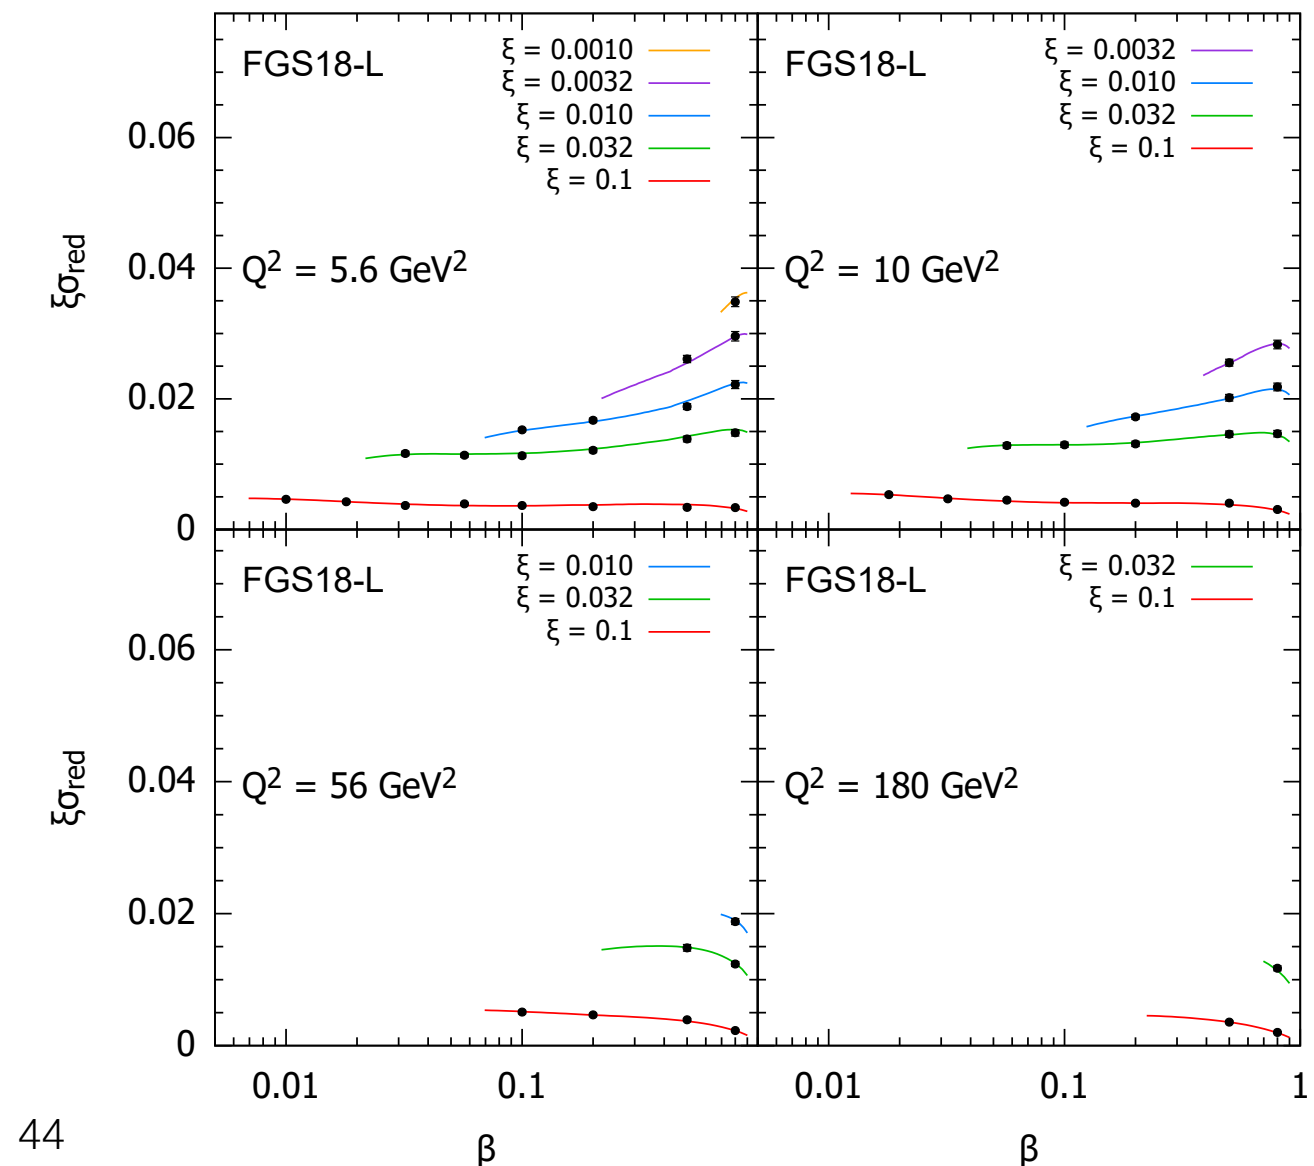 FGS18-L
ξ = 0.0010
ξ = 0.0032
ξ = 0.010
ξ = 0.032
ξ = 0.1
Q² = 5.6 GeV²
FGS18-L
ξ = 0.0032
ξ = 0.010
ξ = 0.032
ξ = 0.1
Q² = 10 GeV²
0.06
0.04
0.02
0
ξσred
FGS18-L
ξ = 0.010
ξ = 0.032
ξ = 0.1
Q² = 56 GeV²
FGS18-L
ξ = 0.032
ξ = 0.1
Q² = 180 GeV²
0.06
0.04
0.02
0
ξσred
0.01 0.1 0.01 0.1 1
β β
44